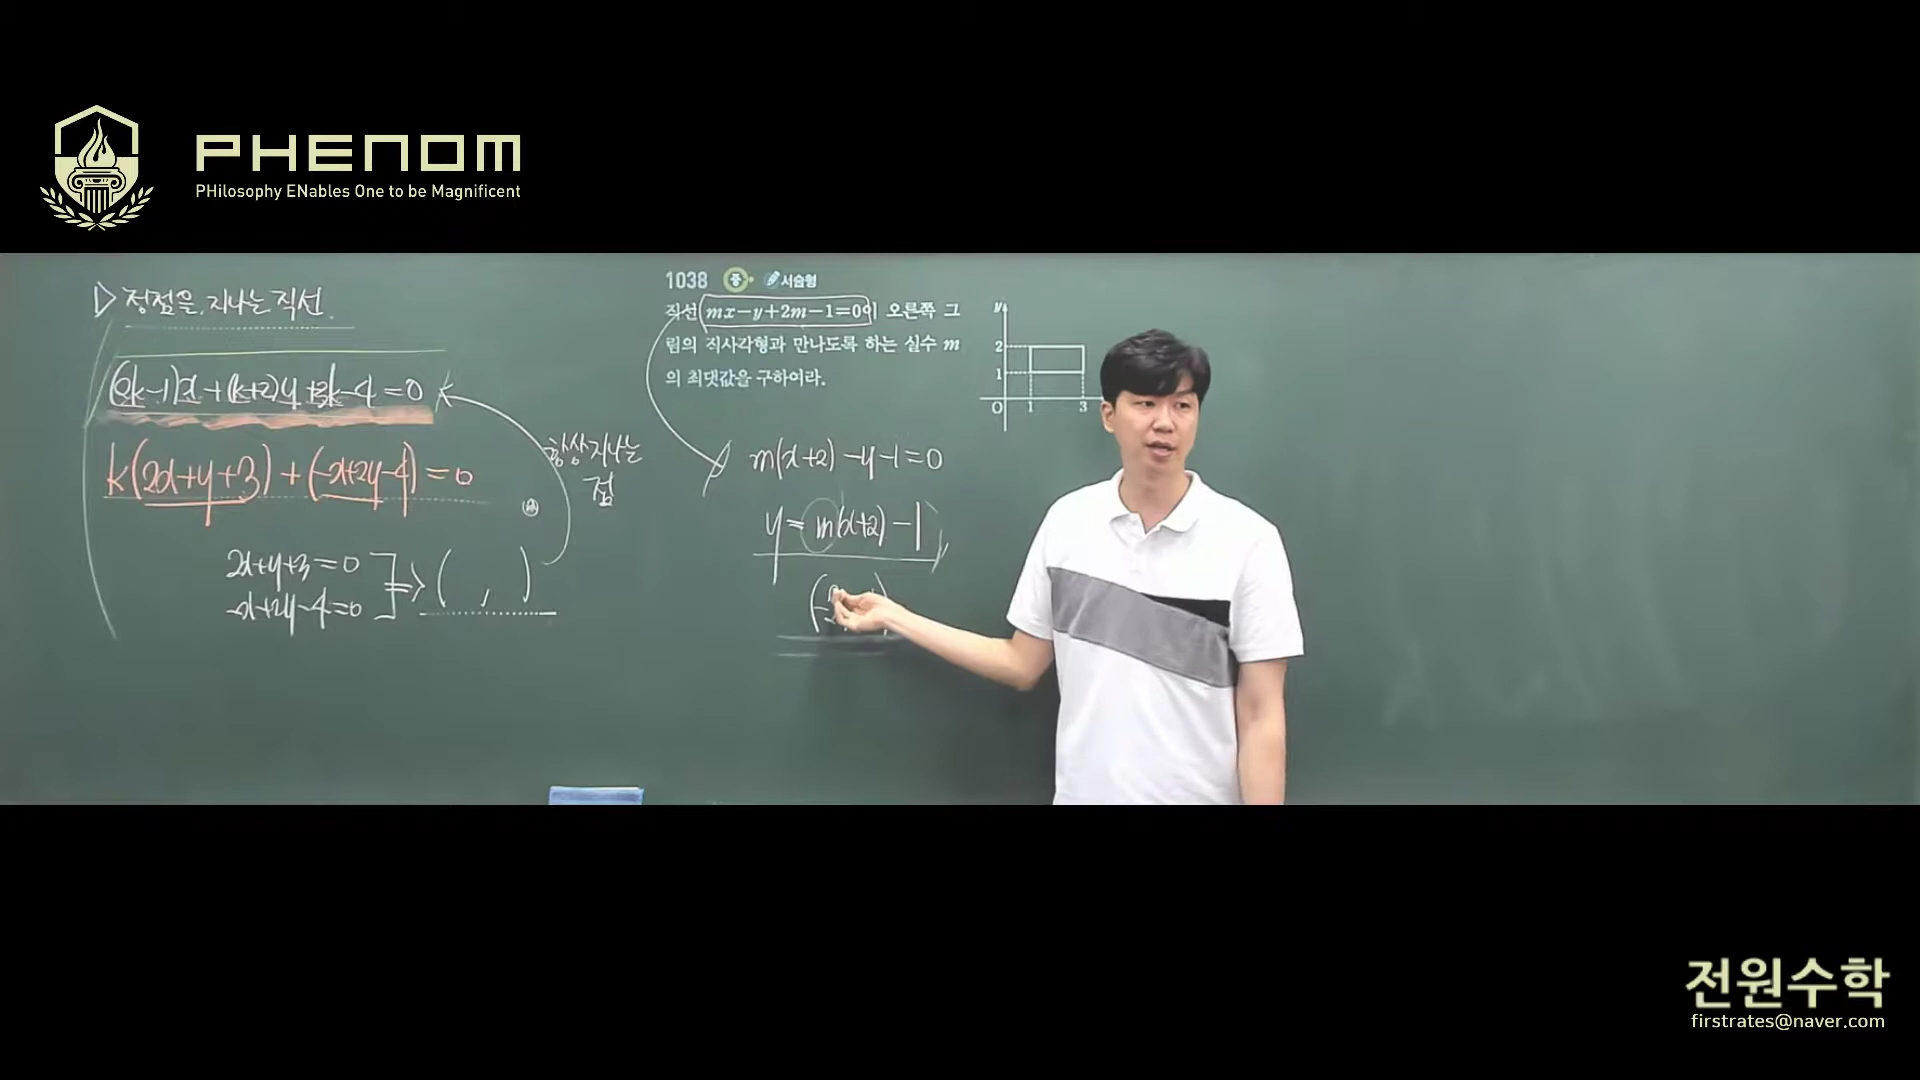 PHENOM
PHilosophy ENables One to be Magnificent
▷ 정점을 지나는 직선.
(2k-1)x+(k+2)y+3k-4=0
k(2x+y+3)+(-x+2y-4)=0
항상 지나는
점
2x+y+3=0
-x+2y-4=0
⇒ ( , )
1038 중 서술형
직선 mx-y+2m-1=0이 오른쪽 그
림의 직사각형과 만나도록 하는 실수 m
의 최댓값을 구하여라.
y
2
1
O 1 3
m(x+2)-y-1=0
y=m(x+2)-1
전원수학
firstrates@naver.com